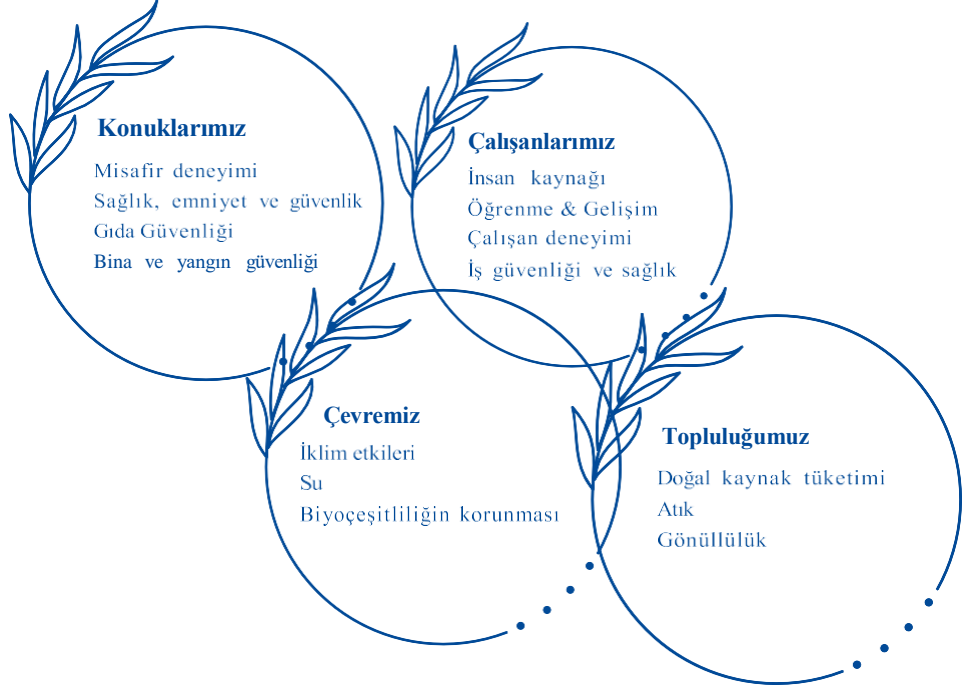 Konuklarımız
Misafir deneyimi
Sağlık, emniyet ve güvenlik
Gıda Güvenliği
Bina ve yangın güvenliği
Çalışanlarımız
İnsan kaynağı
Öğrenme & Gelişim
Çalışan deneyimi
İş güvenliği ve sağlık
Çevremiz
İklim etkileri
Su
Biyoçeşitliliğin korunması
Topluluğumuz
Doğal kaynak tüketimi
Atık
Gönüllülük